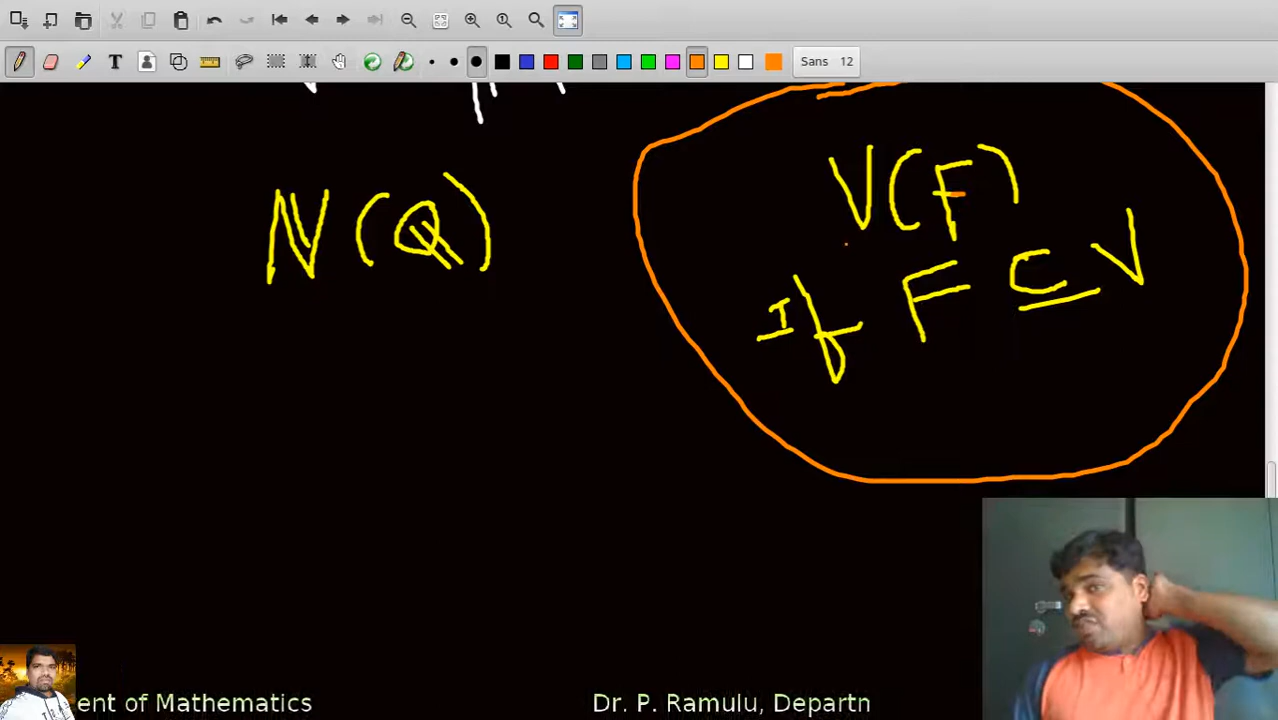 Sans 12
ℕ(ℚ)
V(F)
If F ⊆ V
ent of Mathematics
Dr. P. Ramulu, Departn